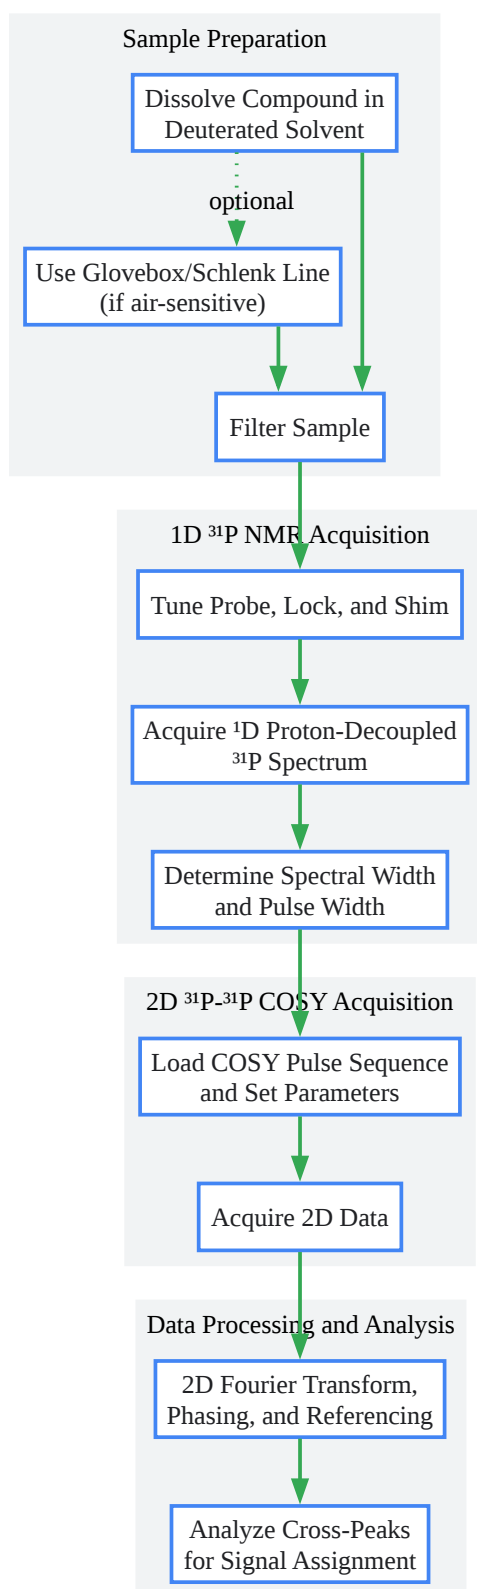 Sample Preparation
Dissolve Compound in
Deuterated Solvent
optional
Use Glovebox/Schlenk Line
(if air-sensitive)
Filter Sample
1D ³¹P NMR Acquisition
Tune Probe, Lock, and Shim
Acquire ¹D Proton-Decoupled
³¹P Spectrum
Determine Spectral Width
and Pulse Width
2D ³¹P-³¹P COSY Acquisition
Load COSY Pulse Sequence
and Set Parameters
Acquire 2D Data
Data Processing and Analysis
2D Fourier Transform,
Phasing, and Referencing
Analyze Cross-Peaks
for Signal Assignment